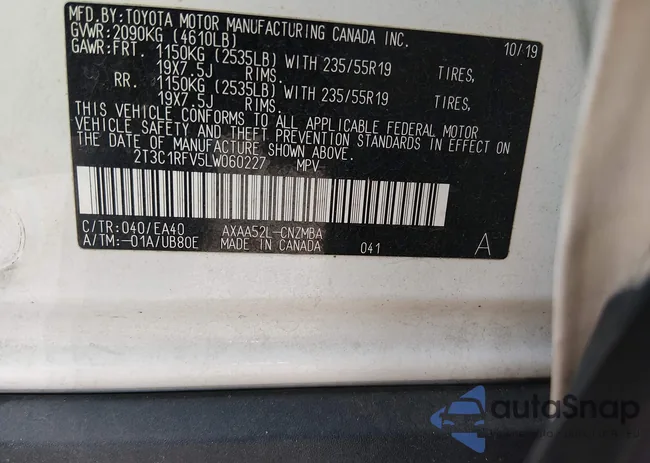 MFD.BY:TOYOTA MOTOR MANUFACTURING CANADA INC.
GVWR:2090KG (4610LB) 10/19
GAWR:FRT. 1150KG (2535LB) WITH 235/55R19 TIRES,
19X7.5J RIMS.
RR. 1150KG (2535LB) WITH 235/55R19 TIRES,
19X7.5J RIMS.
THIS VEHICLE CONFORMS TO ALL APPLICABLE FEDERAL MOTOR
VEHICLE SAFETY AND THEFT PREVENTION STANDARDS IN EFFECT ON
THE DATE OF MANUFACTURE SHOWN ABOVE.
2T3C1RFV5LW060227 MPV-
C/TR:040/EA40 AXAA52L-CNZMBA
A/TM:-01A/UB80E MADE IN CANADA 041 A
autoSnap